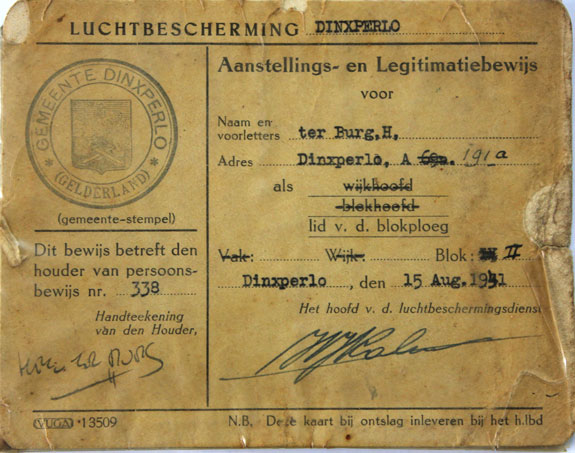 LUCHTBESCHERMING DINXPERLO
GEMEENTE DINXPERLO
(GELDERLAND)
(gemeente-stempel)
Dit bewijs betreft den
houder van persoons-
bewijs nr. 338
Handteekening
van den Houder,
VUGA 13509
Aanstellings- en Legitimatiebewijs
voor
Naam en
voorletters ter Burg, H,
Adres Dinxperlo, A 191a
als wijkhoofd
blokhoofd
lid v. d. blokploeg
Vak: Wijk: Blok: II
Dinxperlo, den 15 Aug. 1941
Het hoofd v. d. luchtbeschermingsdienst
N.B. Deze kaart bij ontslag inleveren bij het h.lbd